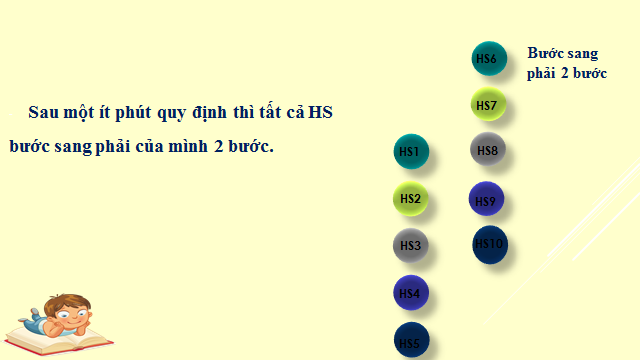 Sau một ít phút quy định thì tất cả HS
bước sang phải của mình 2 bước.
Bước sang
phải 2 bước
HS6
HS7
HS8
HS9
HS10
HS1
HS2
HS3
HS4
HS5